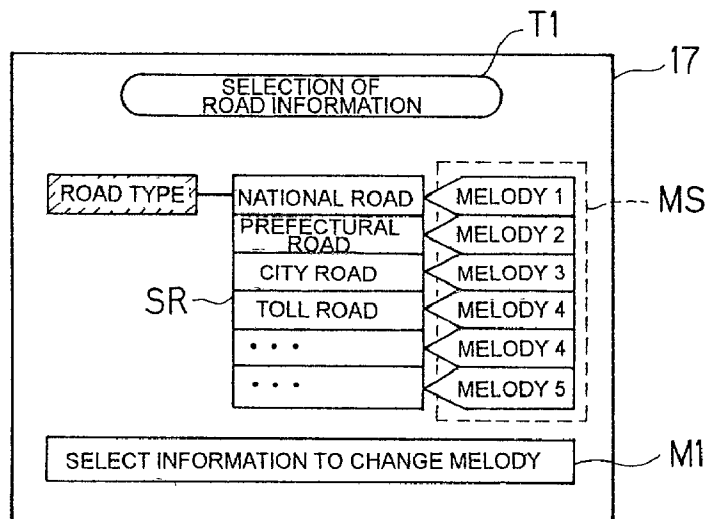 T1
17
SELECTION OF
ROAD INFORMATION
ROAD TYPE
NATIONAL ROAD
MELODY 1
MS
PREFECTURAL
ROAD
MELODY 2
CITY ROAD
MELODY 3
SR
TOLL ROAD
MELODY 4
• • •
MELODY 4
• • •
MELODY 5
SELECT INFORMATION TO CHANGE MELODY
M1